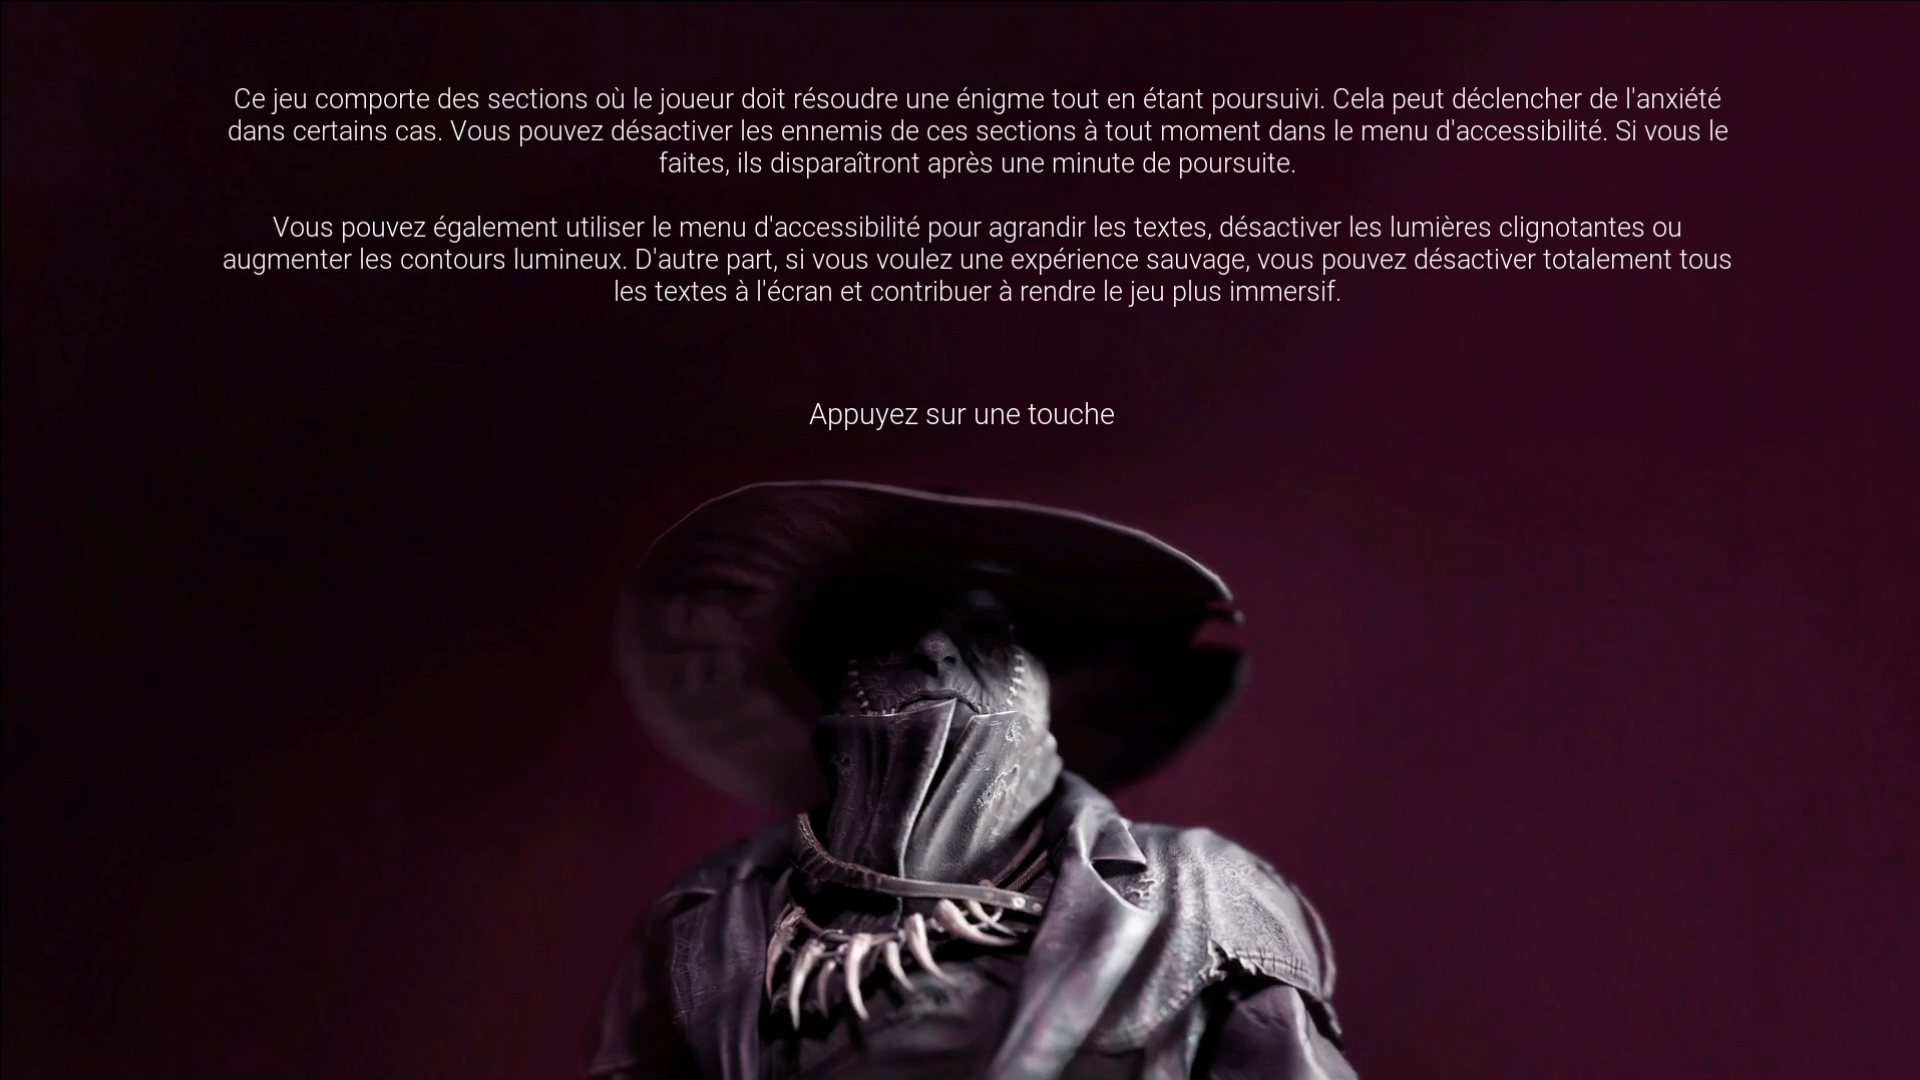 Ce jeu comporte des sections où le joueur doit résoudre une énigme tout en étant poursuivi. Cela peut déclencher de l'anxiété
dans certains cas. Vous pouvez désactiver les ennemis de ces sections à tout moment dans le menu d'accessibilité. Si vous le
faites, ils disparaîtront après une minute de poursuite.
Vous pouvez également utiliser le menu d'accessibilité pour agrandir les textes, désactiver les lumières clignotantes ou
augmenter les contours lumineux. D'autre part, si vous voulez une expérience sauvage, vous pouvez désactiver totalement tous
les textes à l'écran et contribuer à rendre le jeu plus immersif.
Appuyez sur une touche